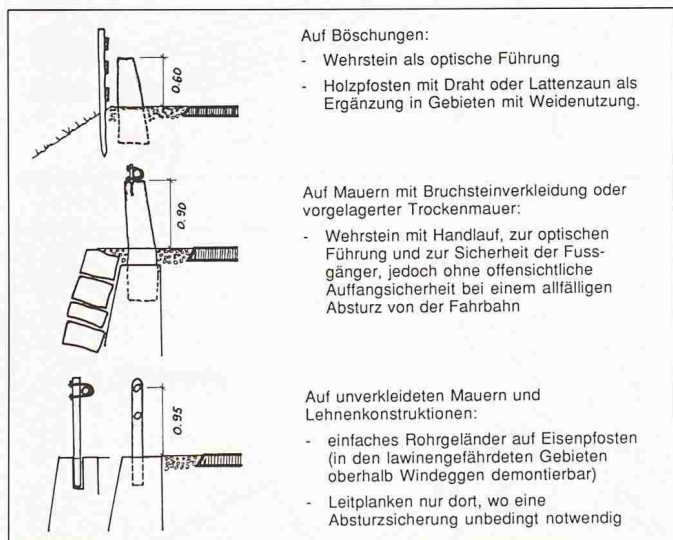 Auf Böschungen:
- Wehrstein als optische Führung
- Holzpfosten mit Draht oder Lattenzaun als
Ergänzung in Gebieten mit Weidenutzung.
0.60
Auf Mauern mit Bruchsteinverkleidung oder
vorgelagerter Trockenmauer:
- Wehrstein mit Handlauf, zur optischen
Führung und zur Sicherheit der Fuss-
gänger, jedoch ohne offensichtliche
Auffangsicherheit bei einem allfälligen
Absturz von der Fahrbahn
0.90
Auf unverkleideten Mauern und
Lehnenkonstruktionen:
- einfaches Rohrgeländer auf Eisenpfosten
(in den lawinengefährdeten Gebieten
oberhalb Windeggen demontierbar)
- Leitplanken nur dort, wo eine
Absturzsicherung unbedingt notwendig
0.95